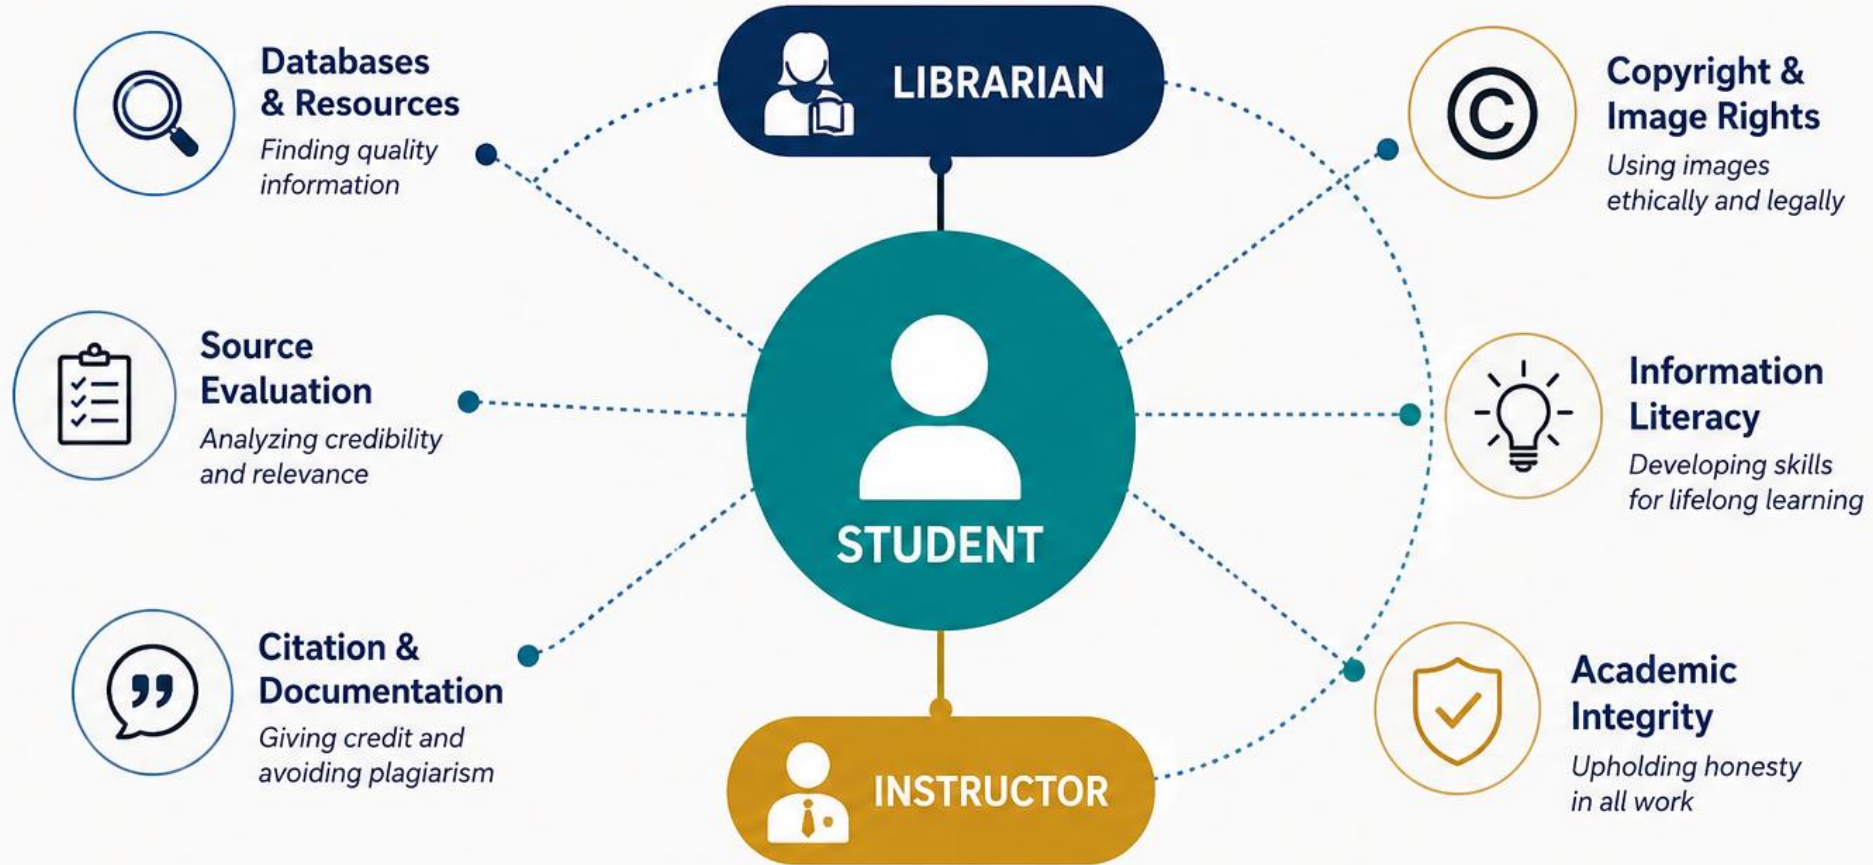 LIBRARIAN
Databases
& Resources
Finding quality
information
Copyright &
Image Rights
Using images
ethically and legally
Source
Evaluation
Analyzing credibility
and relevance
STUDENT
Information
Literacy
Developing skills
for lifelong learning
Citation &
Documentation
Giving credit and
avoiding plagiarism
INSTRUCTOR
Academic
Integrity
Upholding honesty
in all work